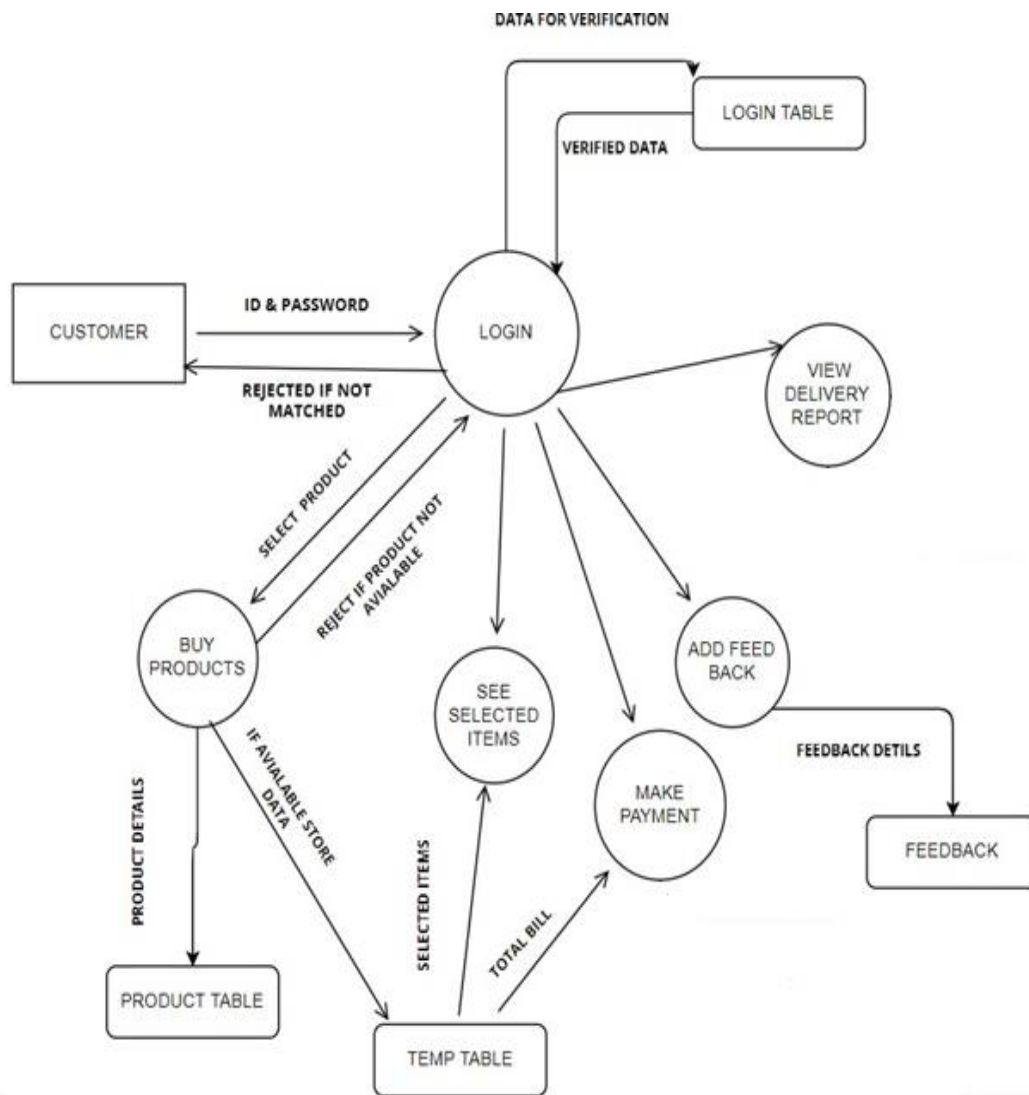 DATA FOR VERIFICATION
LOGIN TABLE
VERIFIED DATA
CUSTOMER
ID & PASSWORD
LOGIN
REJECTED IF NOT
MATCHED
VIEW
DELIVERY
REPORT
SELECT PRODUCT
REJECT IF PRODUCT NOT
AVIALABLE
BUY
PRODUCTS
ADD FEED
BACK
SEE
SELECTED
ITEMS
FEEDBACK DETILS
MAKE
PAYMENT
IF AVIALABLE STORE
DATA
PRODUCT DETAILS
FEEDBACK
SELECTED ITEMS
TOTAL BILL
PRODUCT TABLE
TEMP TABLE